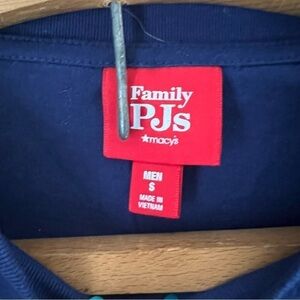 Family
PJs
★macy's
MEN
S
MADE IN
VIETNAM